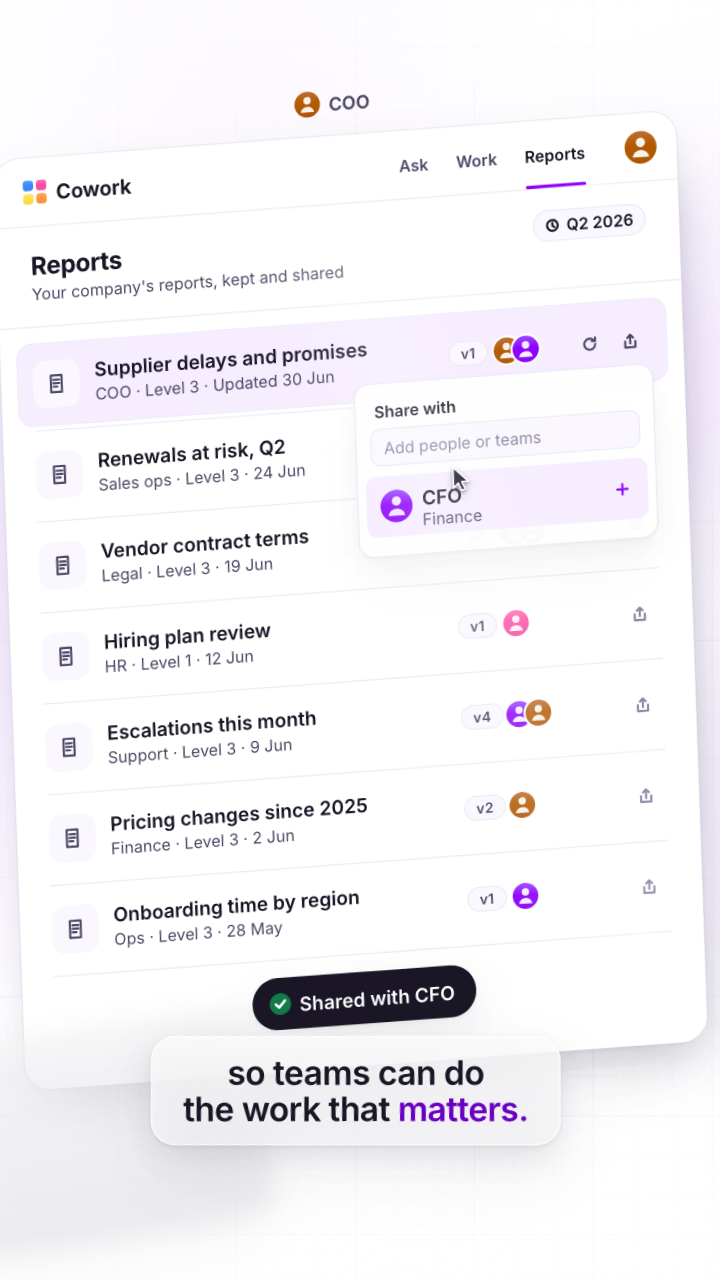 COO
Cowork
Ask Work Reports
Q2 2026
Reports
Your company's reports, kept and shared
Supplier delays and promises
COO · Level 3 · Updated 30 Jun
v1
Share with
Add people or teams
CFO
Finance
+
Renewals at risk, Q2
Sales ops · Level 3 · 24 Jun
Vendor contract terms
Legal · Level 3 · 19 Jun
Hiring plan review
HR · Level 1 · 12 Jun
v1
Escalations this month
Support · Level 3 · 9 Jun
v4
Pricing changes since 2025
Finance · Level 3 · 2 Jun
v2
Onboarding time by region
Ops · Level 3 · 28 May
v1
Shared with CFO
so teams can do
the work that matters.